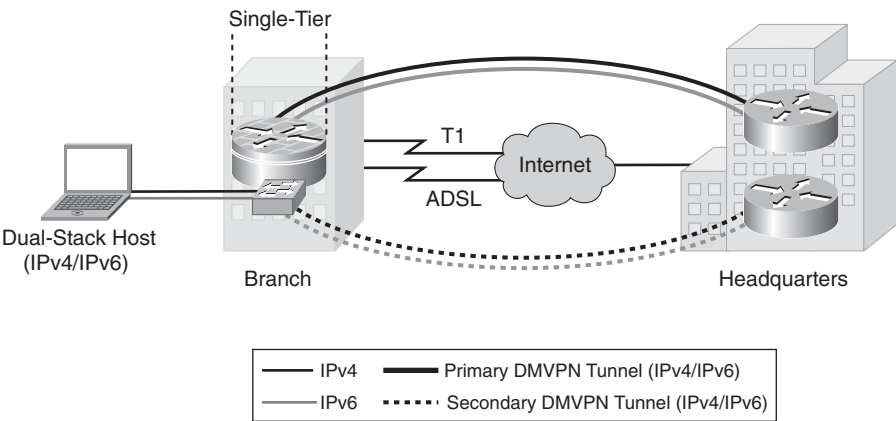 Single-Tier
T1
Internet
ADSL
Dual-Stack Host
(IPv4/IPv6)
Branch
Headquarters
IPv4 Primary DMVPN Tunnel (IPv4/IPv6)
IPv6 Secondary DMVPN Tunnel (IPv4/IPv6)